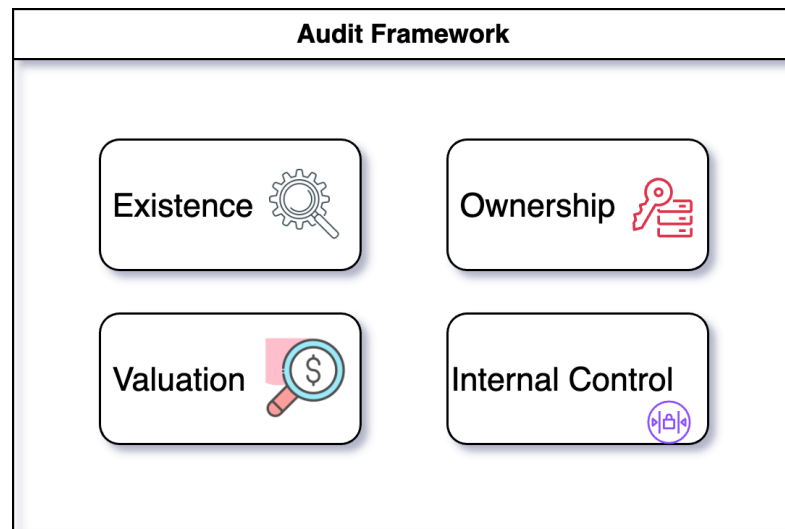 Audit Framework
Existence
Ownership
Valuation
$
Internal Control